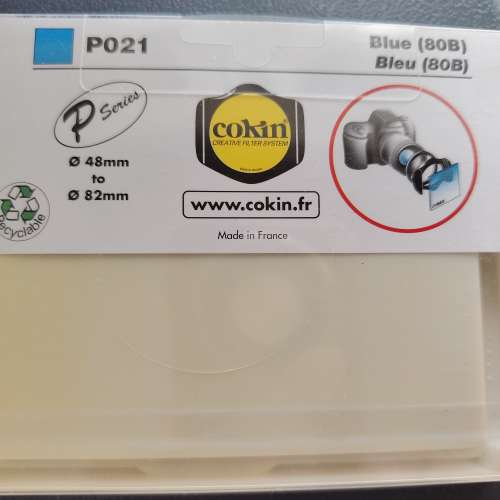 P021
Blue (80B)
Bleu (80B)
P Series
cokin
CREATIVE FILTER SYSTEM
Ø 48mm
to
Ø 82mm
www.cokin.fr
Recyclable
Made in France